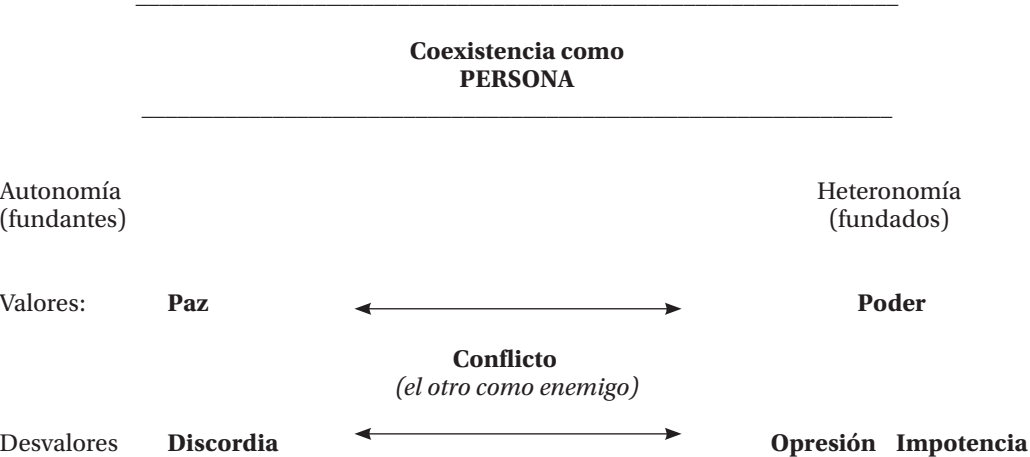 Coexistencia como
PERSONA
Autonomía Heteronomía
(fundantes) (fundados)
Valores: Paz Poder
Conflicto
(el otro como enemigo)
Desvalores Discordia Opresión Impotencia